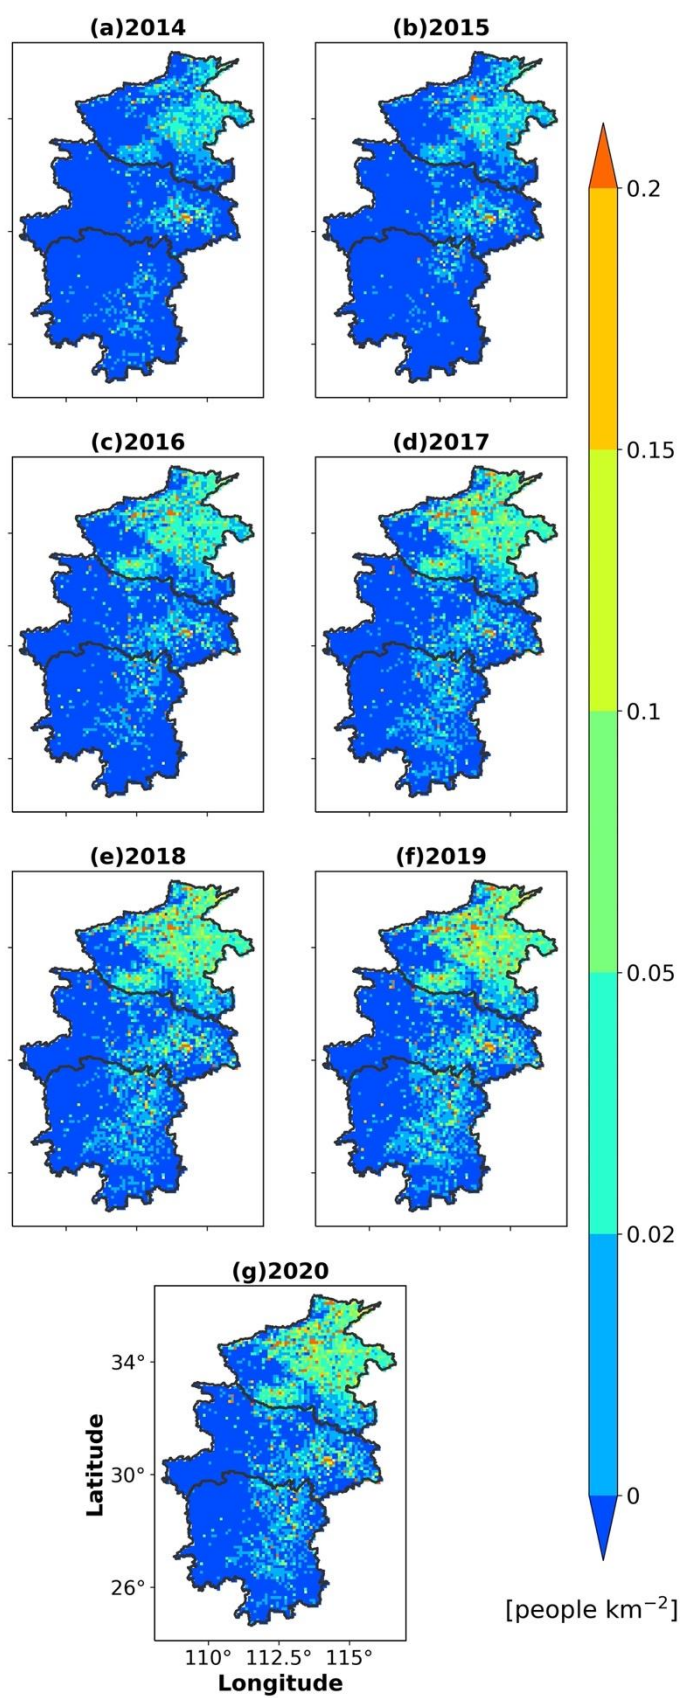 (a)2014
(b)2015
(c)2016
(d)2017
(e)2018
(f)2019
(g)2020
34°
30°
26°
Latitude
110° 112.5° 115°
Longitude
0.2
0.15
0.1
0.05
0.02
0
[people km⁻²]